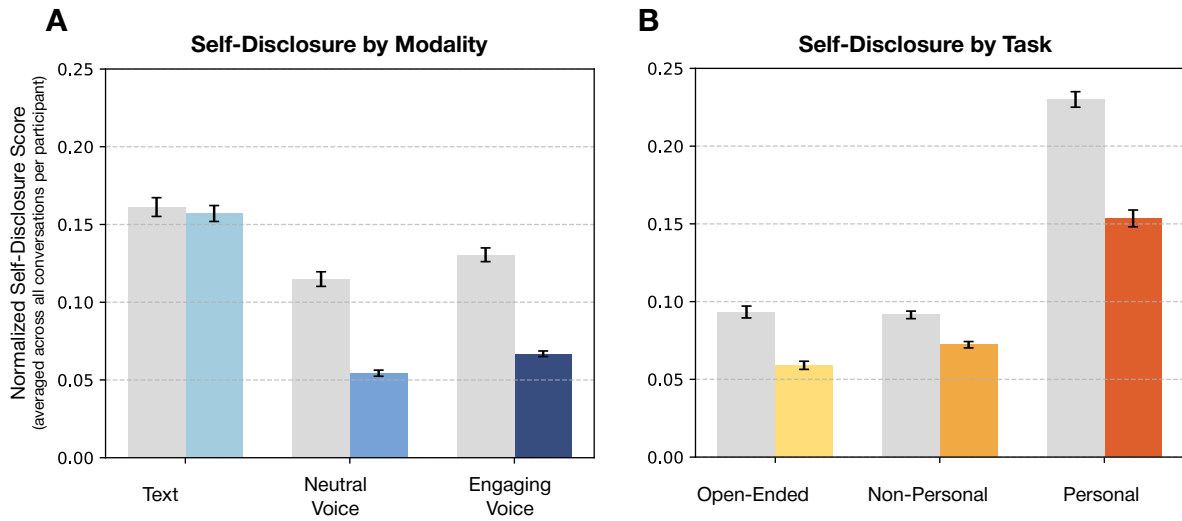 A
Self-Disclosure by Modality
Normalized Self-Disclosure Score
(averaged across all conversations per participant)
0.25
0.20
0.15
0.10
0.05
0.00
Text
Neutral
Voice
Engaging
Voice
B
Self-Disclosure by Task
0.25
0.20
0.15
0.10
0.05
0.00
Open-Ended
Non-Personal
Personal